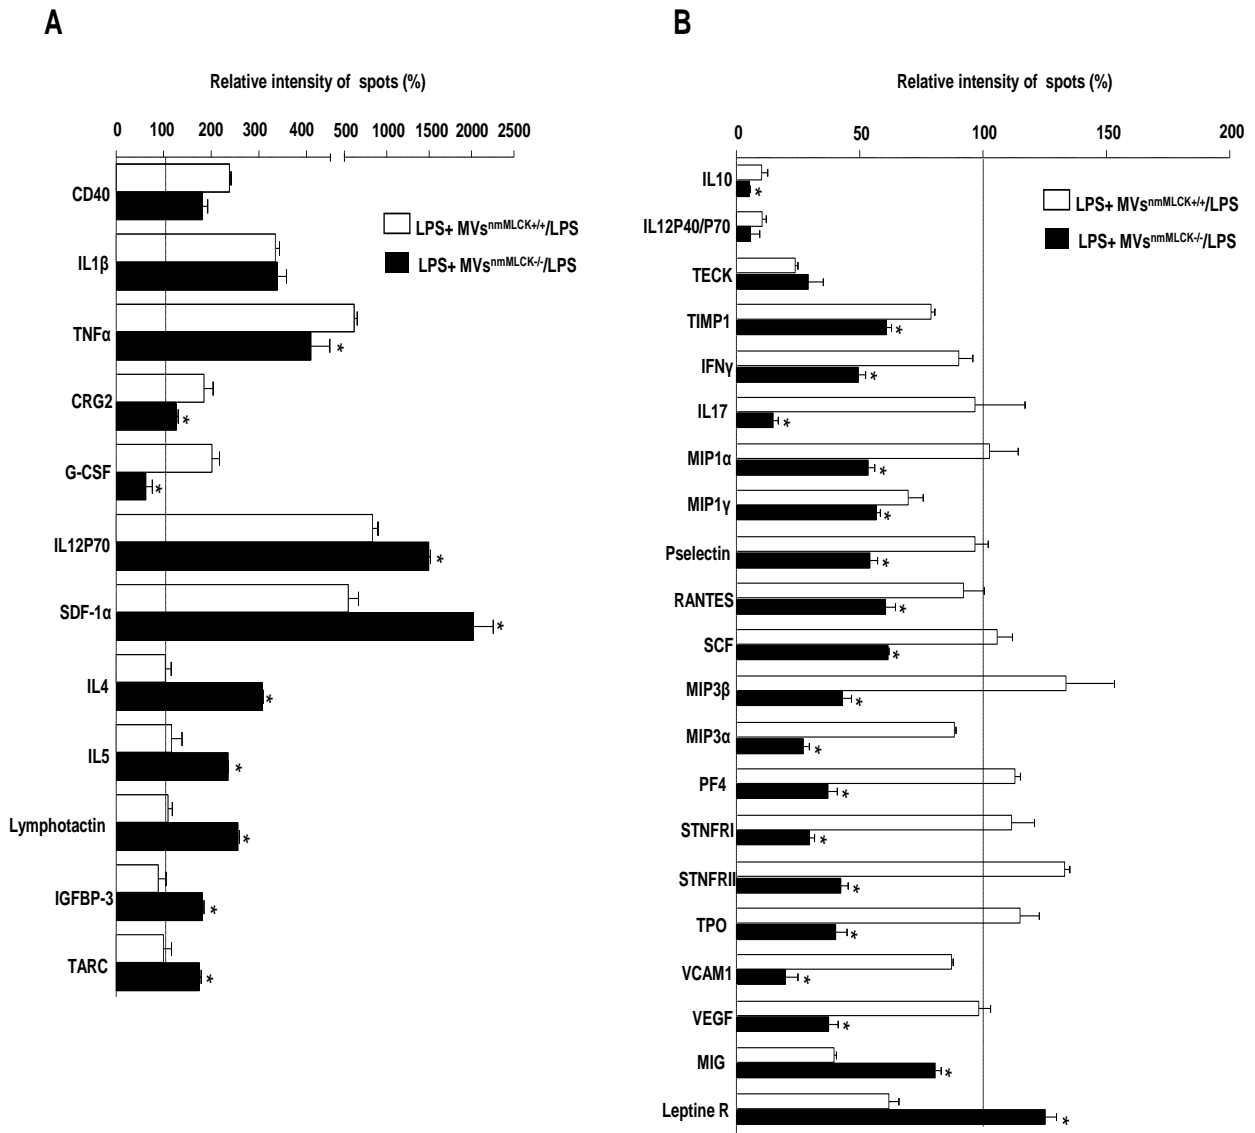 A
Relative intensity of spots (%)
0 100 200 300 400 500 1000 1500 2000 2500
CD40
IL1β
TNFα
*
CRG2
*
G-CSF
*
IL12P70
*
SDF-1α
*
IL4
*
IL5
*
Lymphotactin
*
IGFBP-3
*
TARC
*
LPS+ MVsnmMLCK+/+/LPS
LPS+ MVsnmMLCK-/-/LPS
B
Relative intensity of spots (%)
0 50 100 150 200
IL10
*
IL12P40/P70
TECK
TIMP1
*
IFNγ
*
IL17
*
MIP1α
*
MIP1γ
*
Pselectin
*
RANTES
*
SCF
*
MIP3β
*
MIP3α
*
PF4
*
STNFRI
*
STNFRII
*
TPO
*
VCAM1
*
VEGF
*
MIG
*
Leptine R
*
LPS+ MVsnmMLCK+/+/LPS
LPS+ MVsnmMLCK-/-/LPS